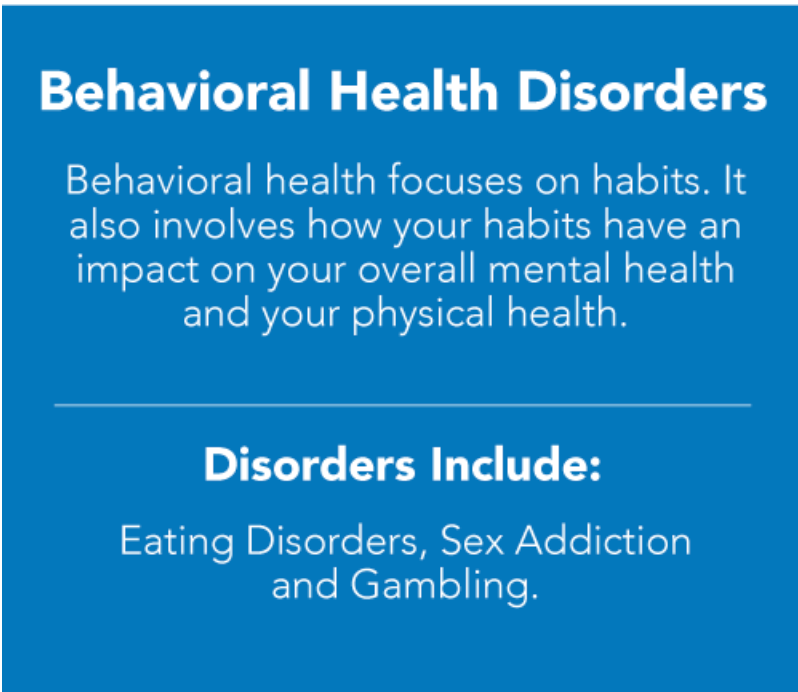 Behavioral Health Disorders
Behavioral health focuses on habits. It
also involves how your habits have an
impact on your overall mental health
and your physical health.
Disorders Include:
Eating Disorders, Sex Addiction
and Gambling.